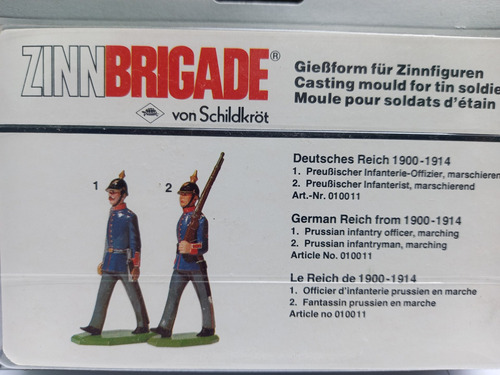 ZINNBRIGADE®
von Schildkröt
Gießform für Zinnfiguren
Casting mould for tin
Moule pour soldats d'étain
1
2
Deutsches Reich 1900-1914
1. Preußischer Infanterie-Offizier,
2. Preußischer Infanterist, marschierend
Art.-Nr. 010011
German Reich from 1900-1914
1. Prussian infantry officer, marching
2. Prussian infantryman, marching
Article No. 010011
Le Reich de 1900-1914
1. Officier d'infanterie prussien en marche
2. Fantassin prussien en marche
Article no 010011